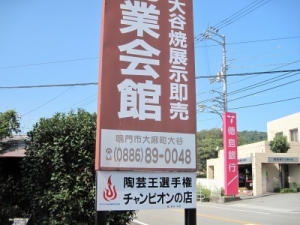 大谷焼展示即売
業会館
鳴門市大麻町大谷
☎(0886)89-0048
陶芸王選手権
チャンピオンの店
徳島銀行